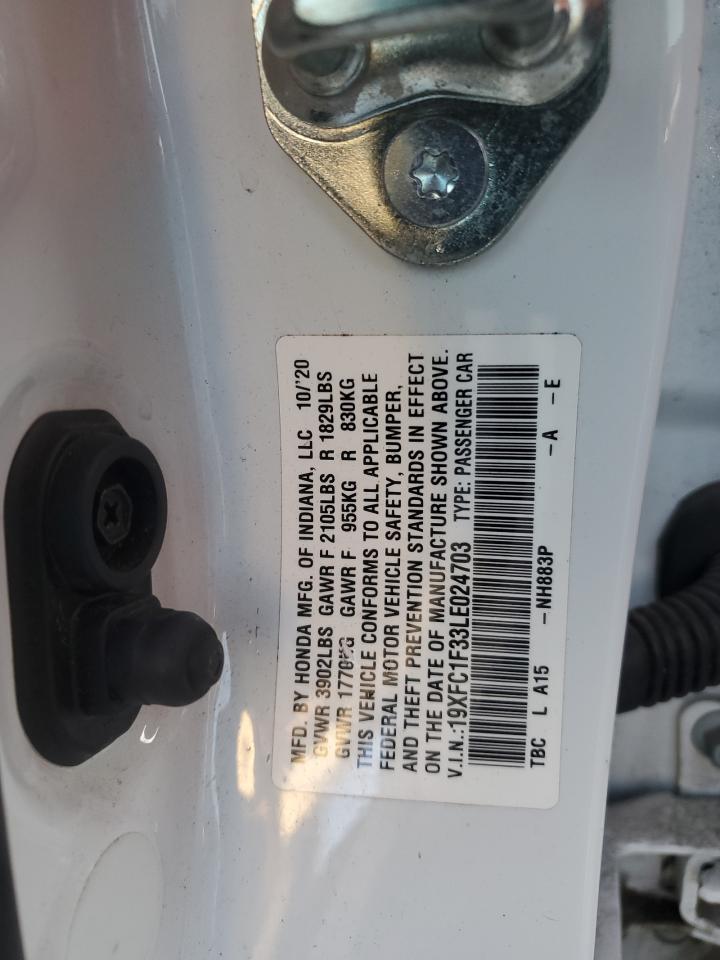 MFD. BY HONDA MFG. OF INDIANA, LLC 10/'20
GVWR 3902LBS GAWR F 2105LBS R 1829LBS
GVWR 1770KG GAWR F 955KG R 830KG
THIS VEHICLE CONFORMS TO ALL APPLICABLE
FEDERAL MOTOR VEHICLE SAFETY, BUMPER,
AND THEFT PREVENTION STANDARDS IN EFFECT
ON THE DATE OF MANUFACTURE SHOWN ABOVE.
V.I.N.:19XFC1F33LE024703 TYPE: PASSENGER CAR
TBC L A15 -NH883P -A -E